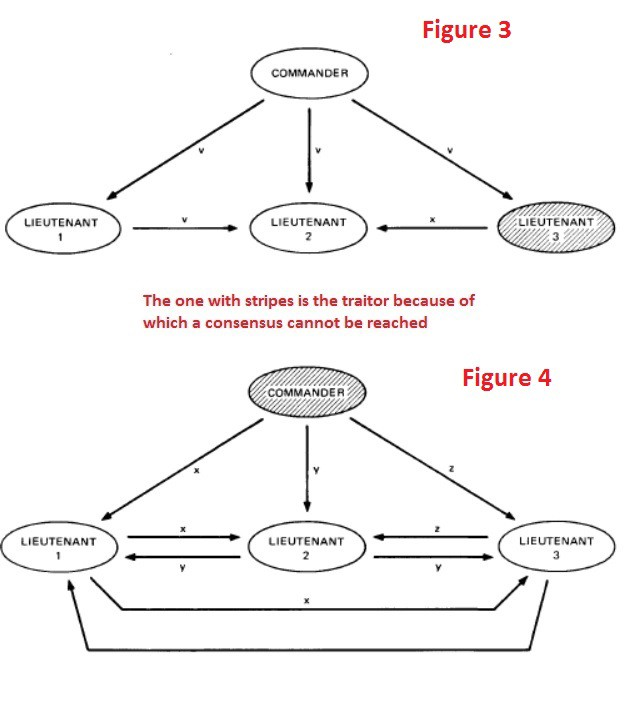 Figure 3
COMMANDER
v
v
v
LIEUTENANT
1
v
LIEUTENANT
2
x
LIEUTENANT
3
The one with stripes is the traitor because of
which a consensus cannot be reached
Figure 4
COMMANDER
x
y
z
LIEUTENANT
1
x
y
LIEUTENANT
2
z
y
LIEUTENANT
3
x